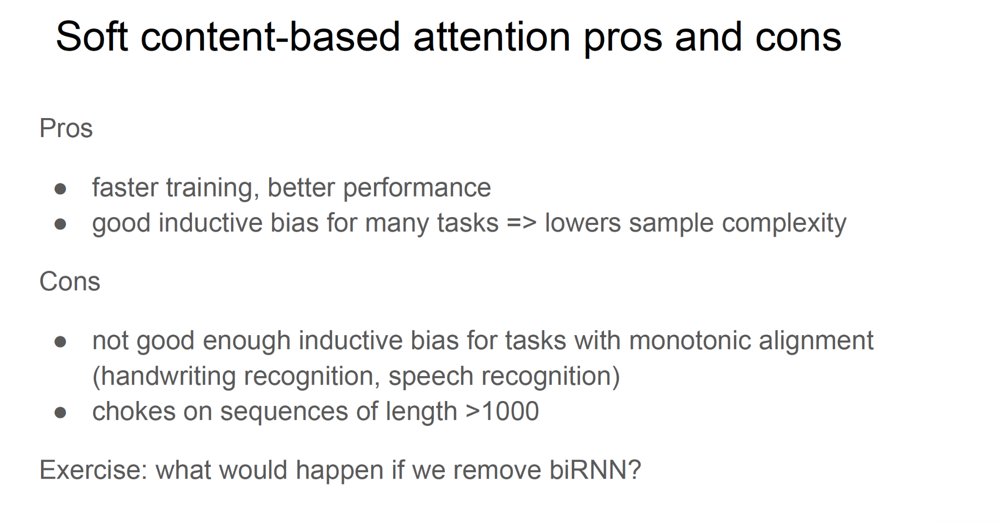 Soft content-based attention pros and cons
Pros
● faster training, better performance
● good inductive bias for many tasks => lowers sample complexity
Cons
● not good enough inductive bias for tasks with monotonic alignment
(handwriting recognition, speech recognition)
● chokes on sequences of length >1000
Exercise: what would happen if we remove biRNN?